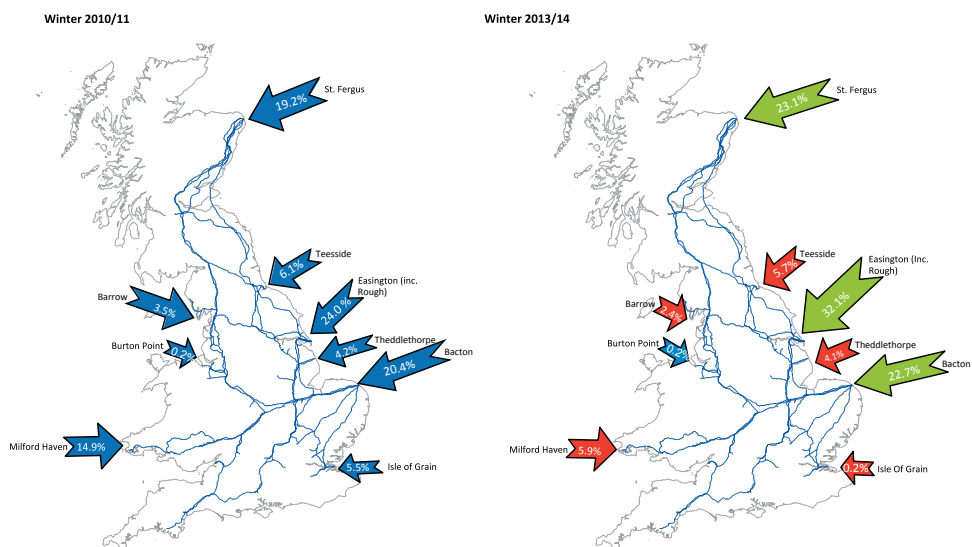 Winter 2010/11
St. Fergus
19.2%
Teesside
6.1%
Easington (inc.
Rough)
24.0 %
Barrow
3.5%
Burton Point
0.2%
Theddlethorpe
4.2%
Bacton
20.4%
Milford Haven
14.9%
Isle of Grain
5.5%
Winter 2013/14
St. Fergus
23.1%
Teesside
5.7%
Easington (Inc.
Rough)
32.1%
Barrow
2.4%
Burton Point
0.2%
Theddlethorpe
4.1%
Bacton
22.7%
Milford Haven
5.9%
Isle Of Grain
0.2%